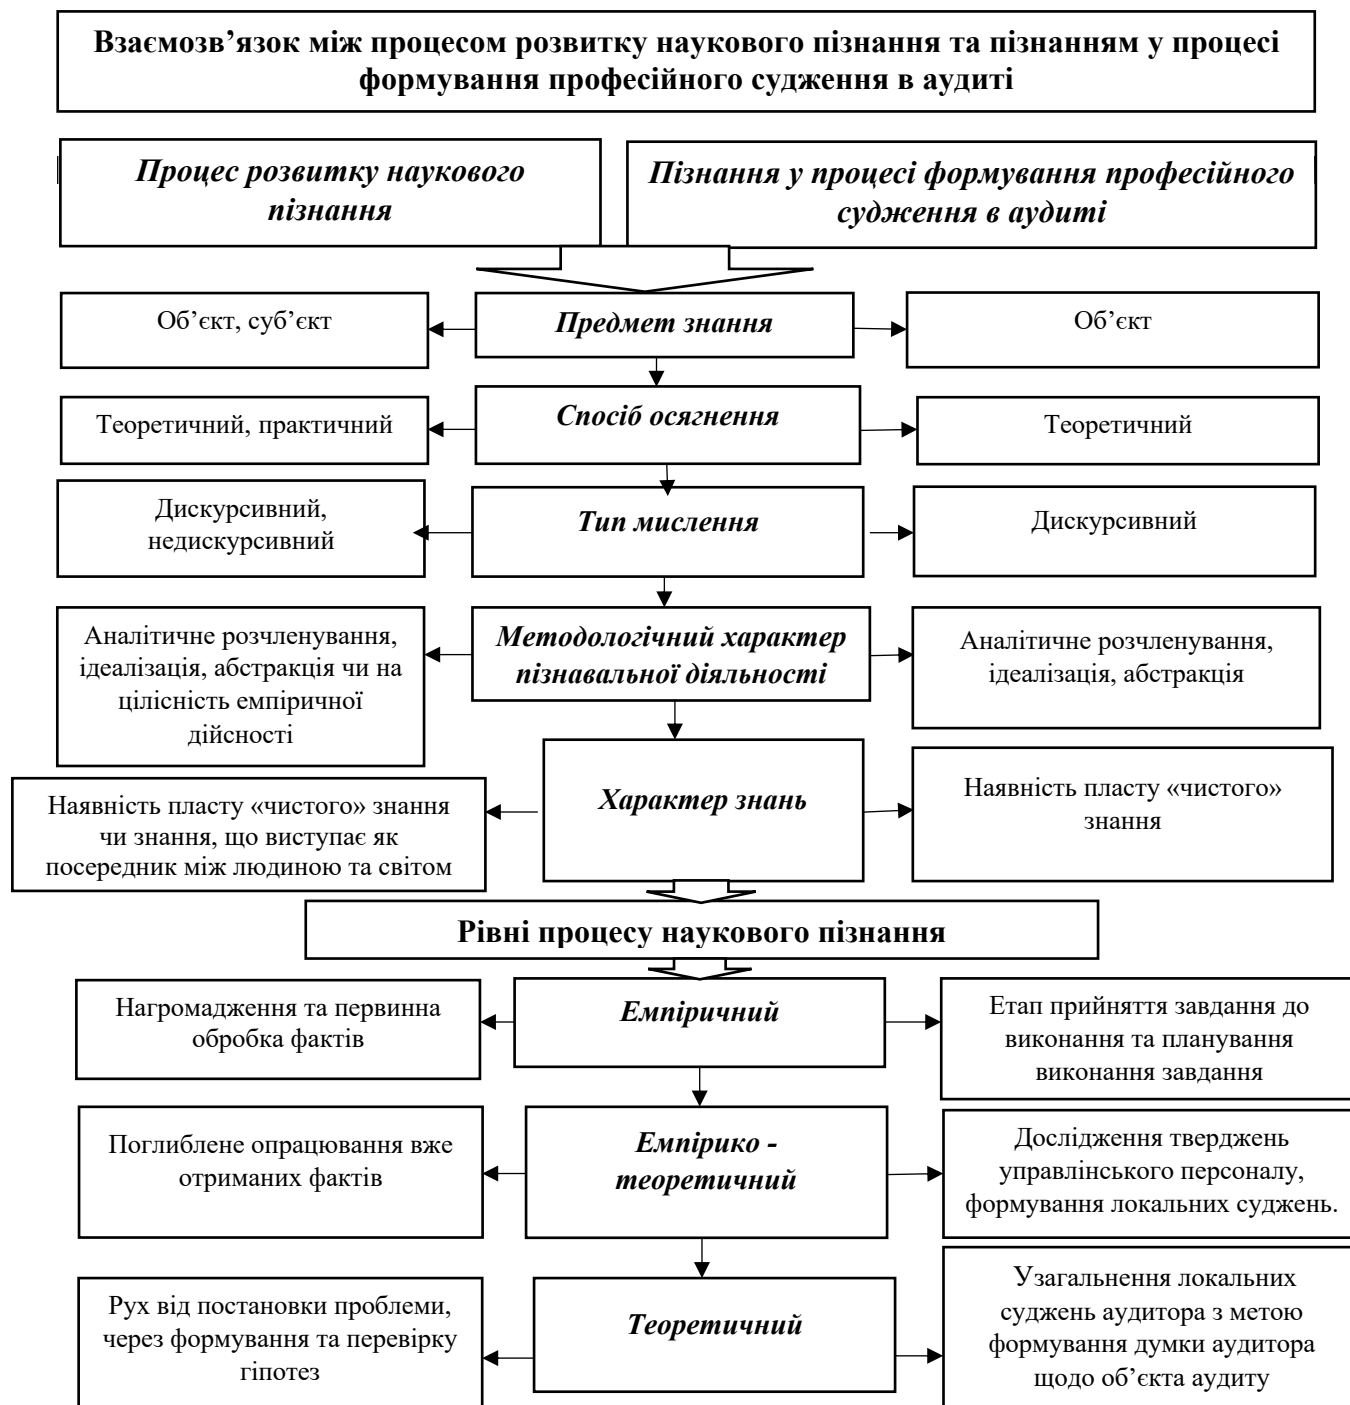 Взаємозв’язок між процесом розвитку наукового пізнання та пізнанням у процесі
формування професійного судження в аудиті
Процес розвитку наукового
пізнання
Пізнання у процесі формування професійного
судження в аудиті
Об’єкт, суб’єкт
Предмет знання
Об’єкт
Теоретичний, практичний
Спосіб осягнення
Теоретичний
Дискурсивний,
недискурсивний
Тип мислення
Дискурсивний
Аналітичне розчленування,
ідеалізація, абстракція чи на
цілісність емпіричної
дійсності
Методологічний характер
пізнавальної діяльності
Аналітичне розчленування,
ідеалізація, абстракція
Наявність пласту «чистого» знання
чи знання, що виступає як
посередник між людиною та світом
Характер знань
Наявність пласту «чистого»
знання
Рівні процесу наукового пізнання
Нагромадження та первинна
обробка фактів
Емпіричний
Етап прийняття завдання до
виконання та планування
виконання завдання
Поглиблене опрацювання вже
отриманих фактів
Емпірико -
теоретичний
Дослідження тверджень
управлінського персоналу,
формування локальних суджень.
Рух від постановки проблеми,
через формування та перевірку
гіпотез
Теоретичний
Узагальнення локальних
суджень аудитора з метою
формування думки аудитора
щодо об’єкта аудиту